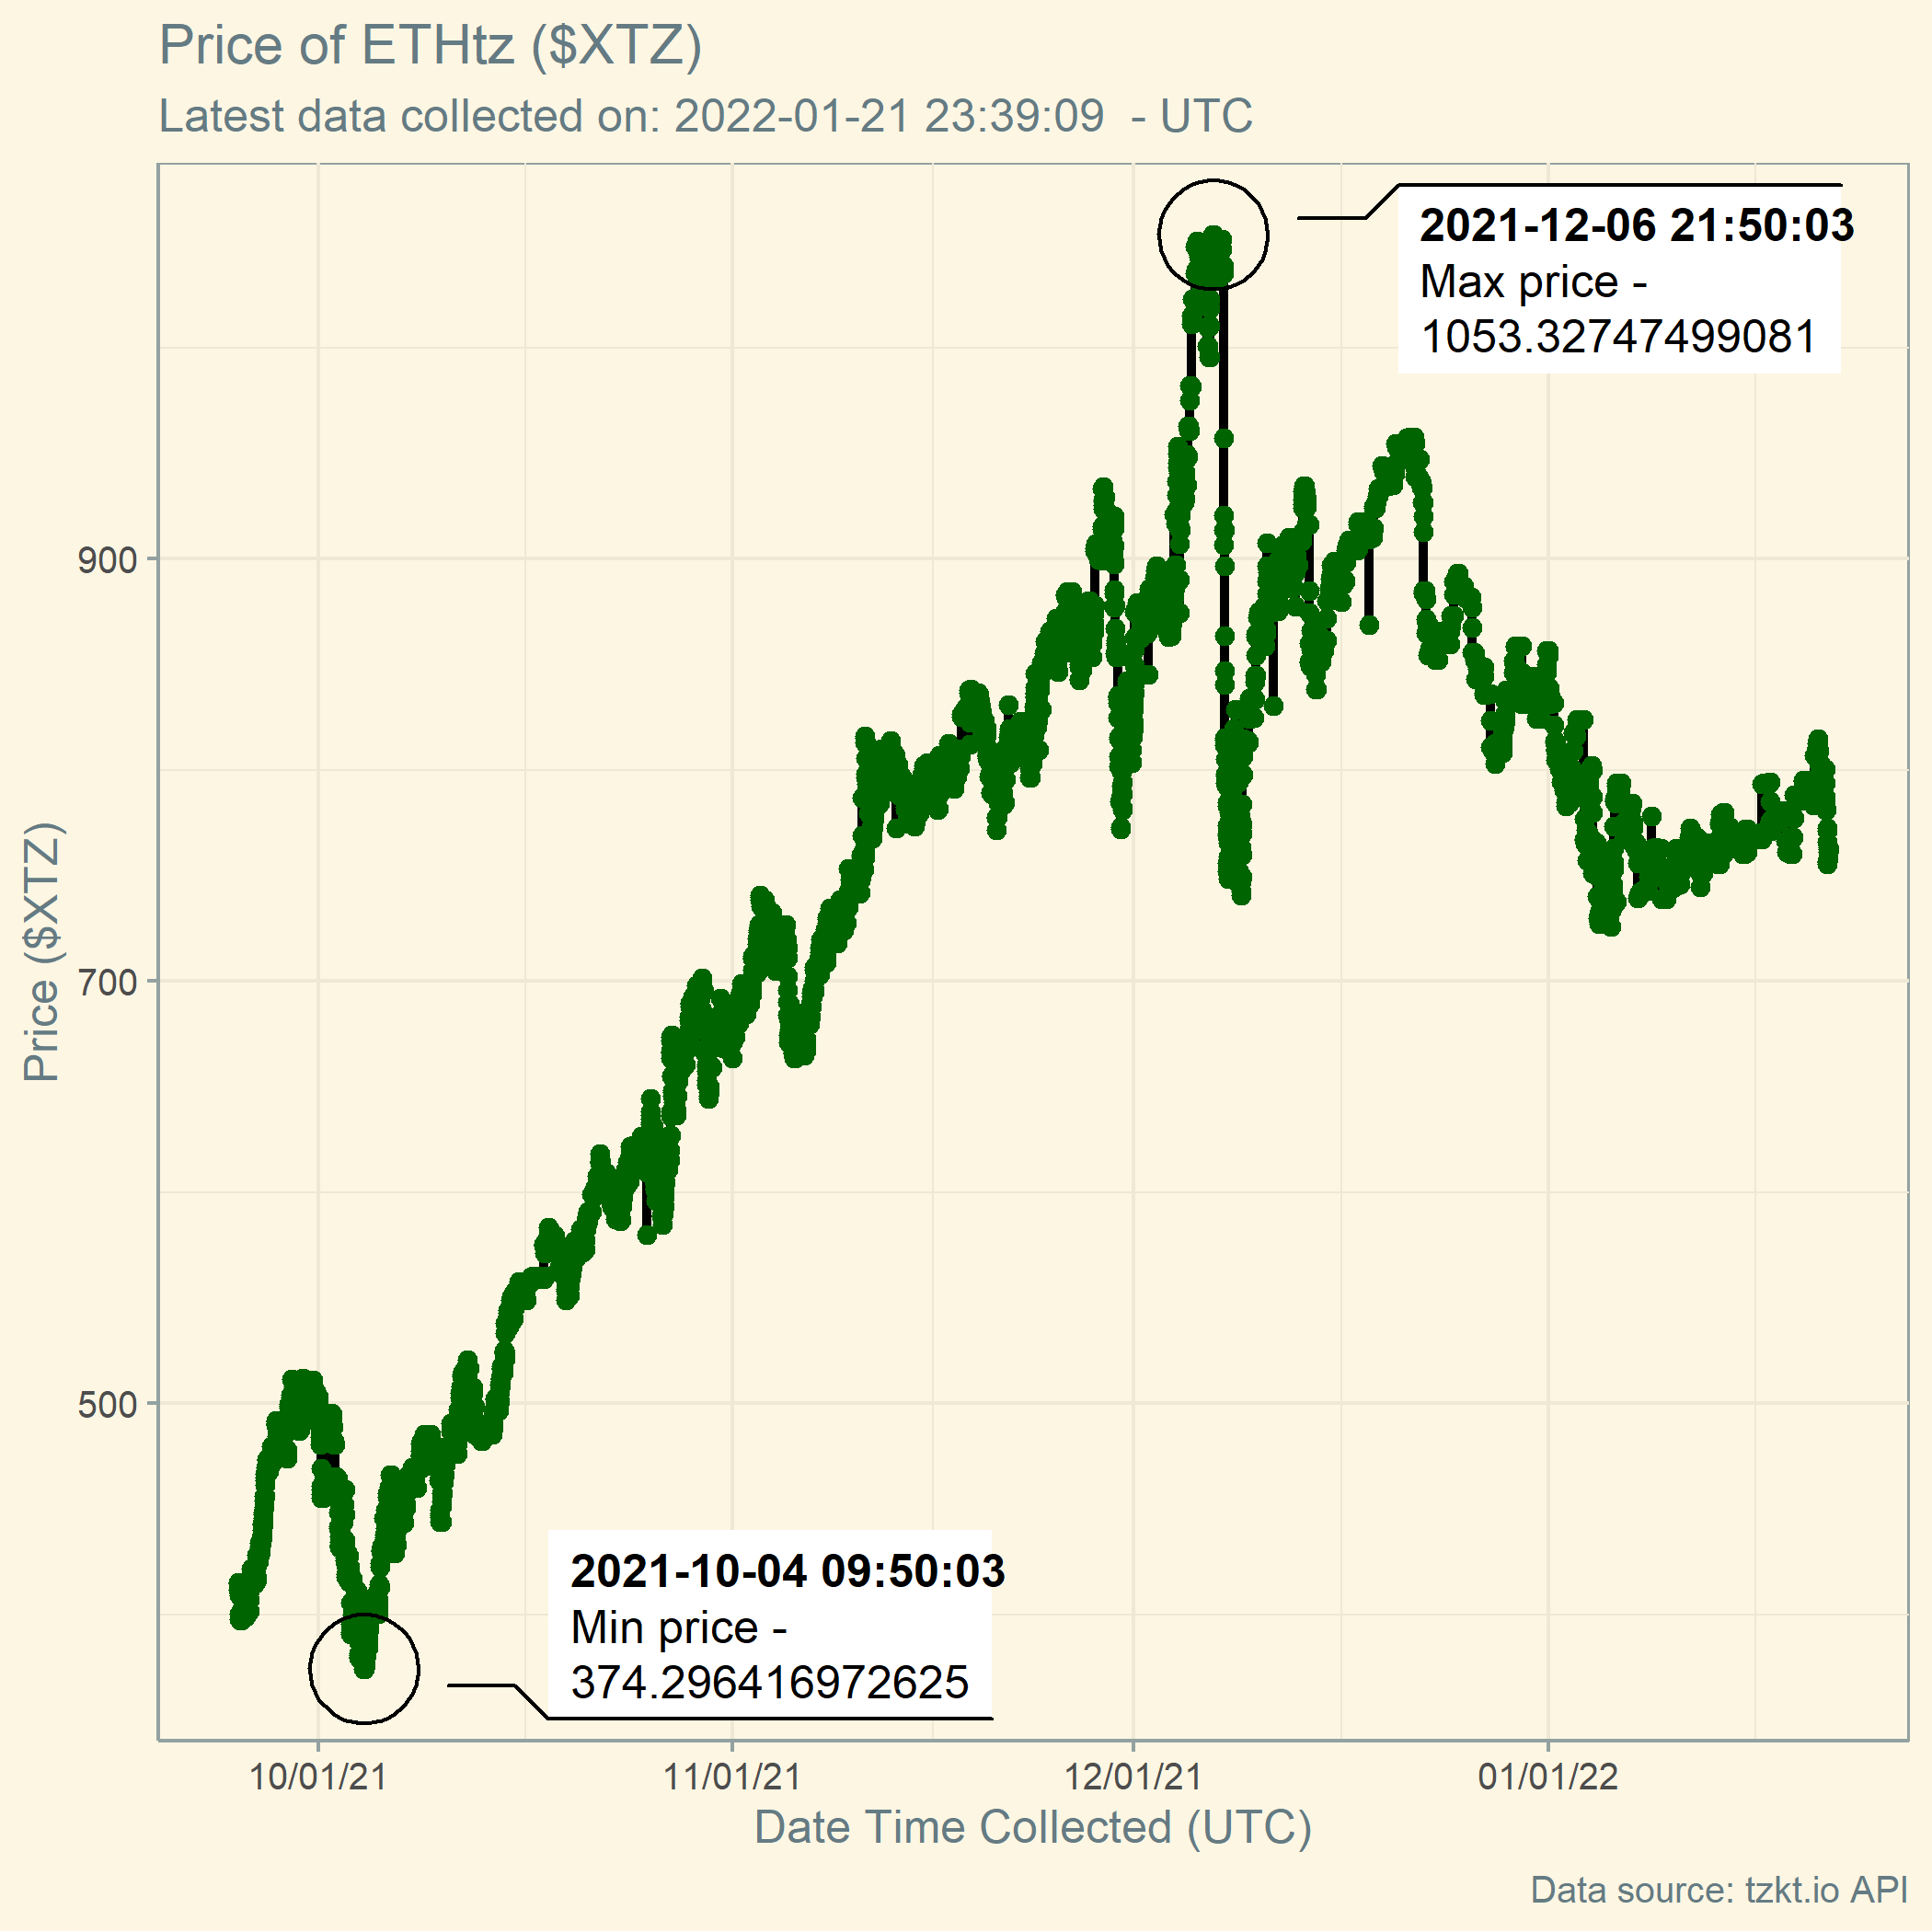 Price of ETHtz ($XTZ)
Latest data collected on: 2022-01-21 23:39:09  - UTC
2021-12-06 21:50:03
Max price -
1053.32747499081
900
700
500
Price ($XTZ)
2021-10-04 09:50:03
Min price -
374.296416972625
10/01/21
11/01/21
12/01/21
01/01/22
Date Time Collected (UTC)
Data source: tzkt.io API